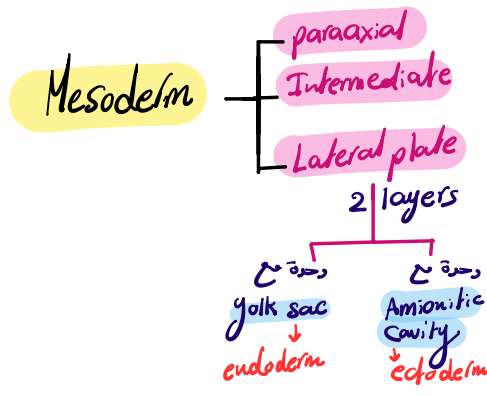 Mesoderm
paraaxial
Intermediate
Lateral plate
2 layers
وحدة مع
yolk sac
endoderm
وحدة مع
Amionitic
cavity
ectoderm